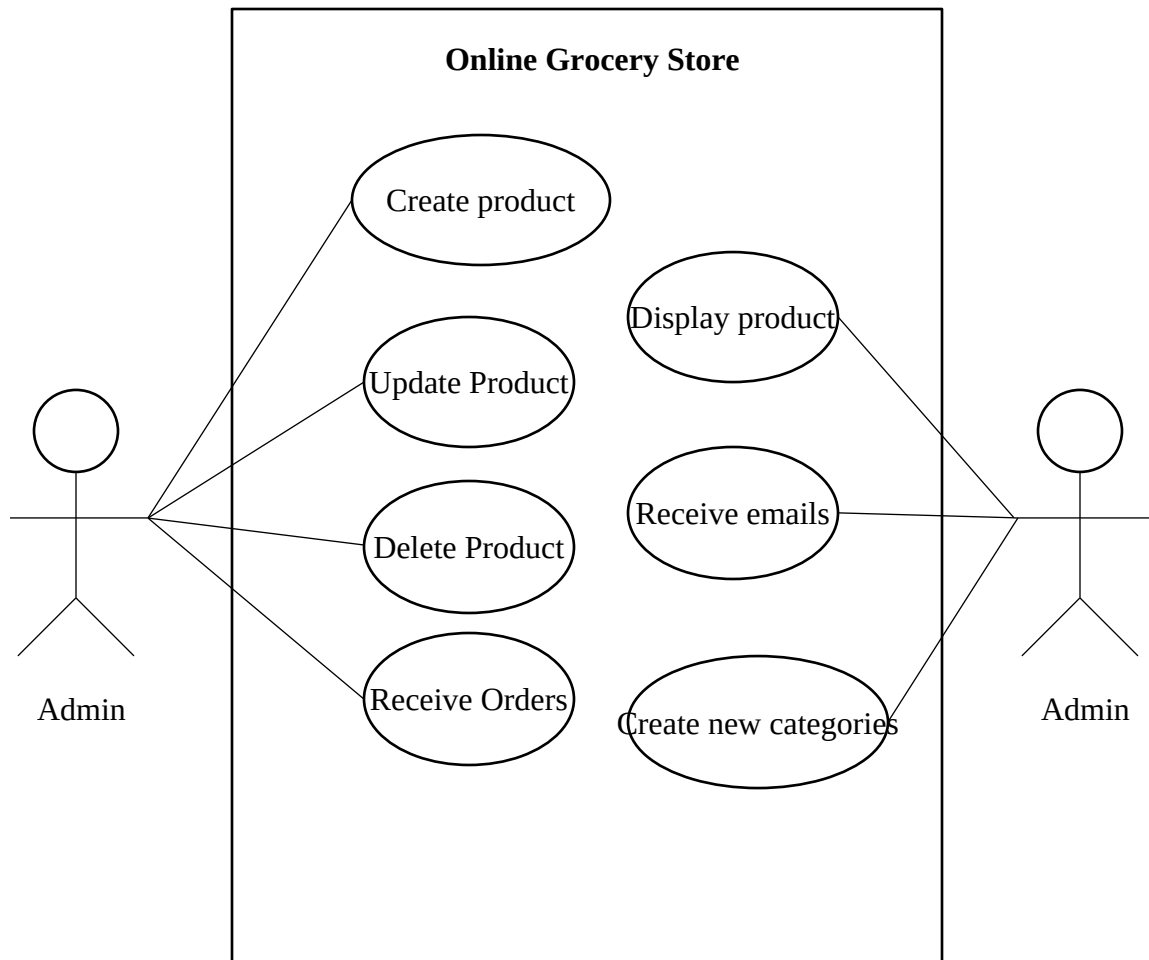 Online Grocery Store
Create product
Display product
Update Product
Receive emails
Delete Product
Receive Orders
Create new categories
Admin
Admin